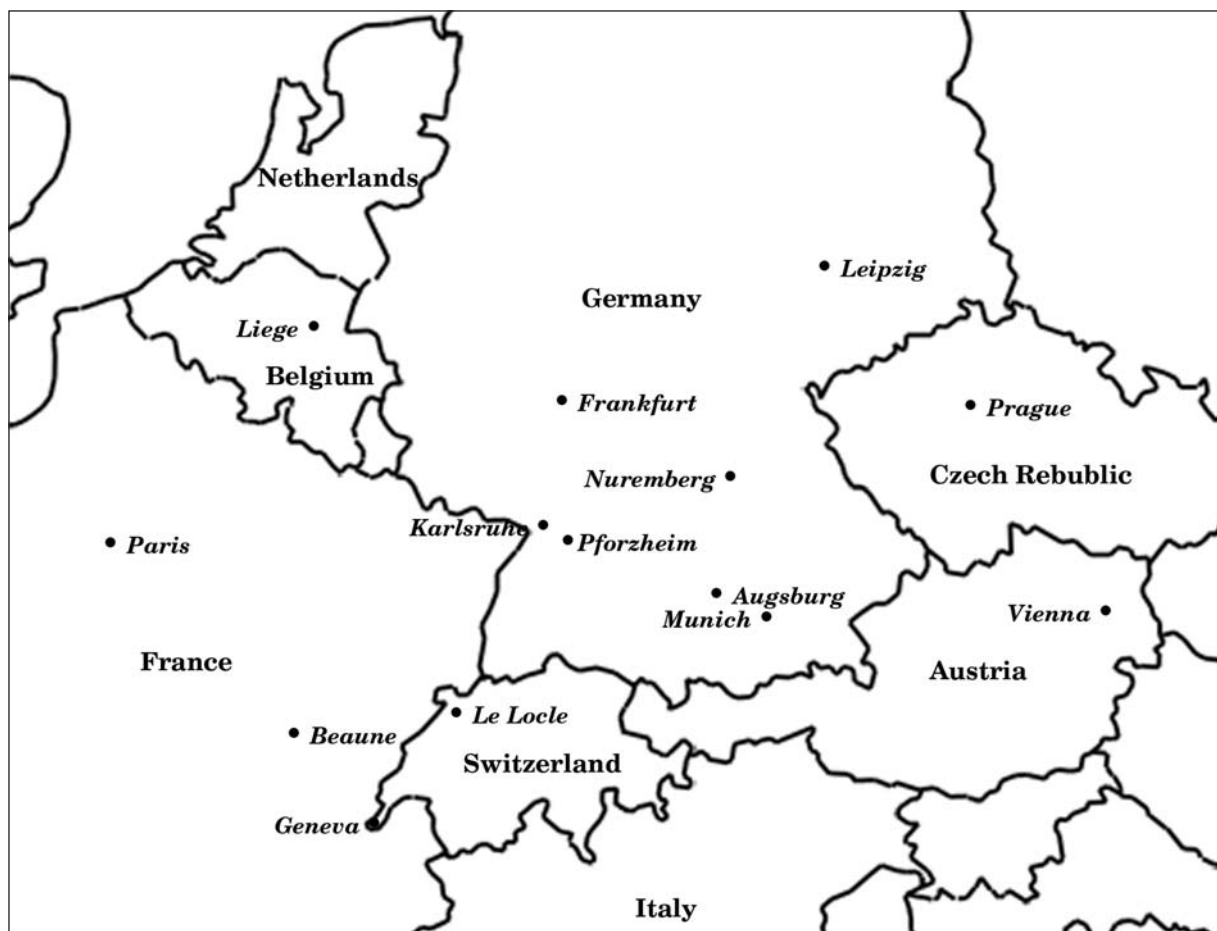 Netherlands
Leipzig
Germany
Liege
Belgium
Frankfurt
Prague
Nuremberg
Czech Rebublic
Karlsruhe
Paris
Pforzheim
Augsburg
Munich
Vienna
France
Austria
Le Locle
Beaune
Switzerland
Geneva
Italy